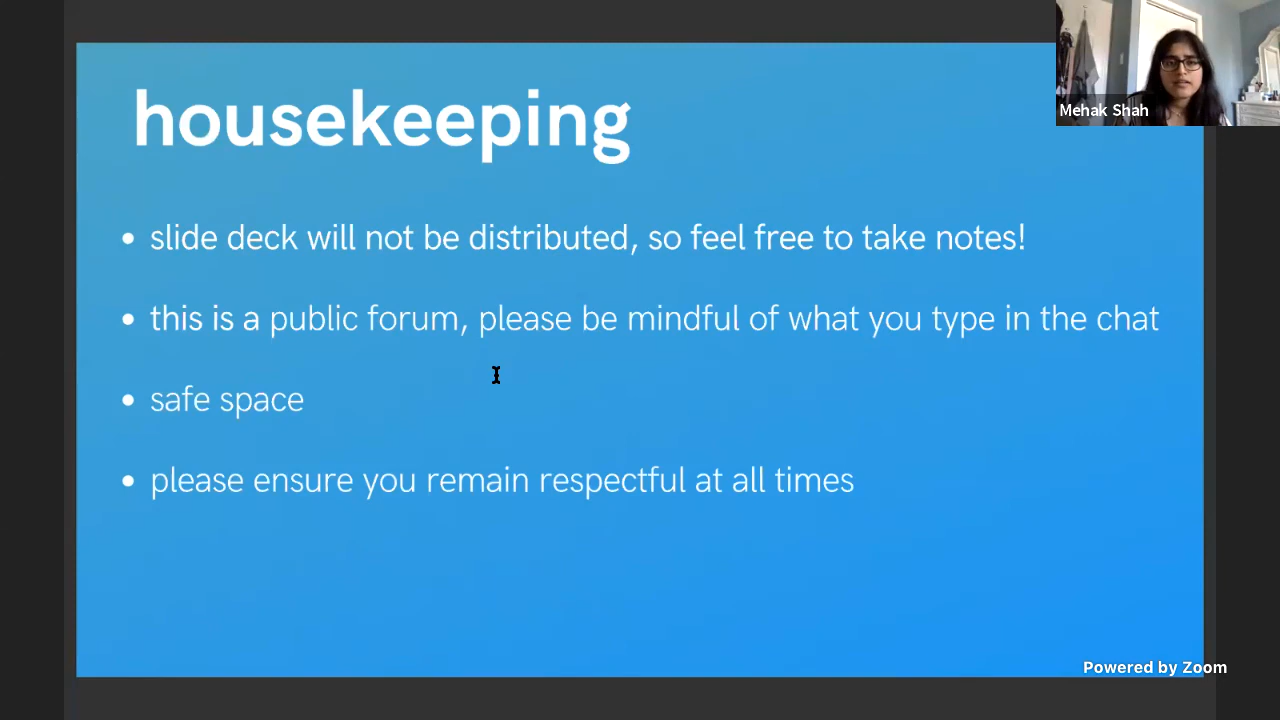 housekeeping
Mehak Shah
slide deck will not be distributed, so feel free to take notes!
this is a public forum, please be mindful of what you type in the chat
safe space
please ensure you remain respectful at all times
Powered by Zoom